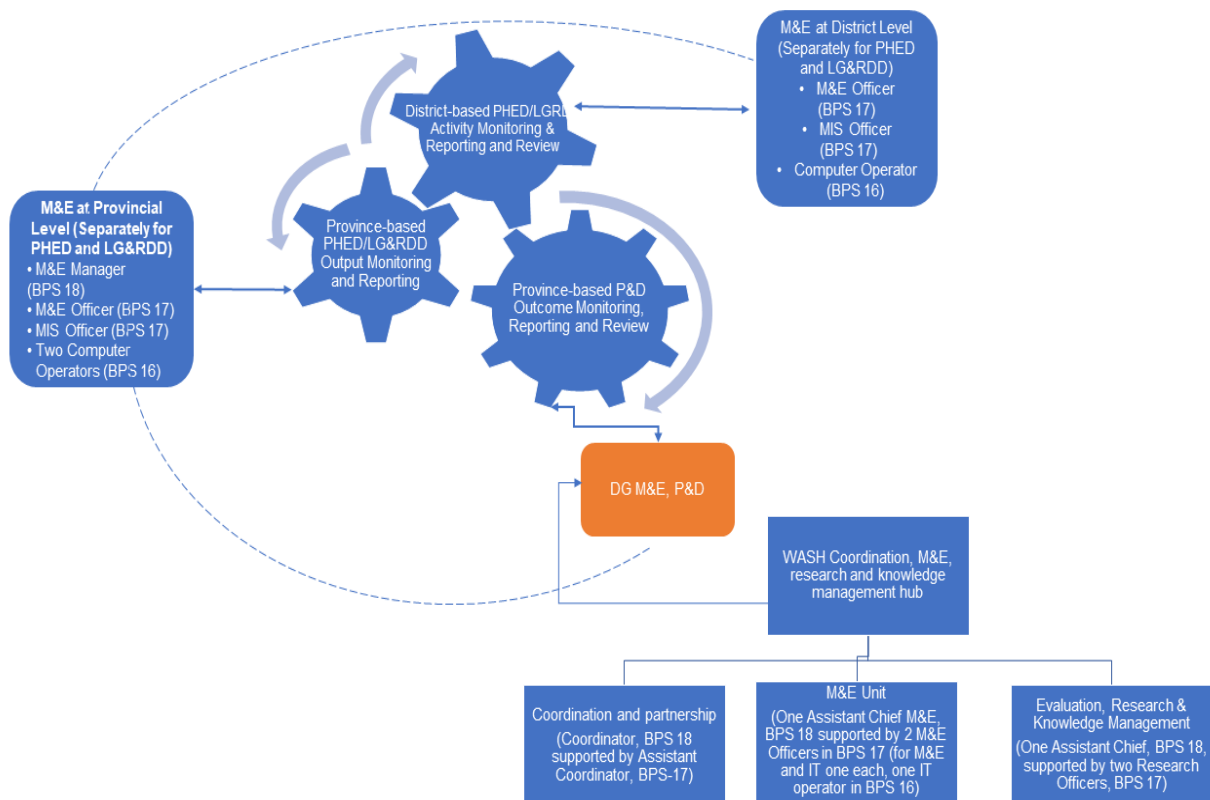 M&E at District Level
(Separately for PHED
and LG&RDD)
• M&E Officer
(BPS 17)
• MIS Officer
(BPS 17)
• Computer Operator
(BPS 16)
District-based PHED/LGRD
Activity Monitoring &
Reporting and Review
M&E at Provincial
Level (Separately for
PHED and LG&RDD)
• M&E Manager
(BPS 18)
• M&E Officer (BPS 17)
• MIS Officer (BPS 17)
• Two Computer
Operators (BPS 16)
Province-based
PHED/LG&RDD
Output Monitoring
and Reporting
Province-based P&D
Outcome Monitoring,
Reporting and Review
DG M&E, P&D
WASH Coordination, M&E,
research and knowledge
management hub
Coordination and partnership
(Coordinator, BPS 18
supported by Assistant
Coordinator, BPS-17)
M&E Unit
(One Assistant Chief M&E,
BPS 18 supported by 2 M&E
Officers in BPS 17 (for M&E
and IT one each, one IT
operator in BPS 16)
Evaluation, Research &
Knowledge Management
(One Assistant Chief, BPS 18,
supported by two Research
Officers, BPS 17)